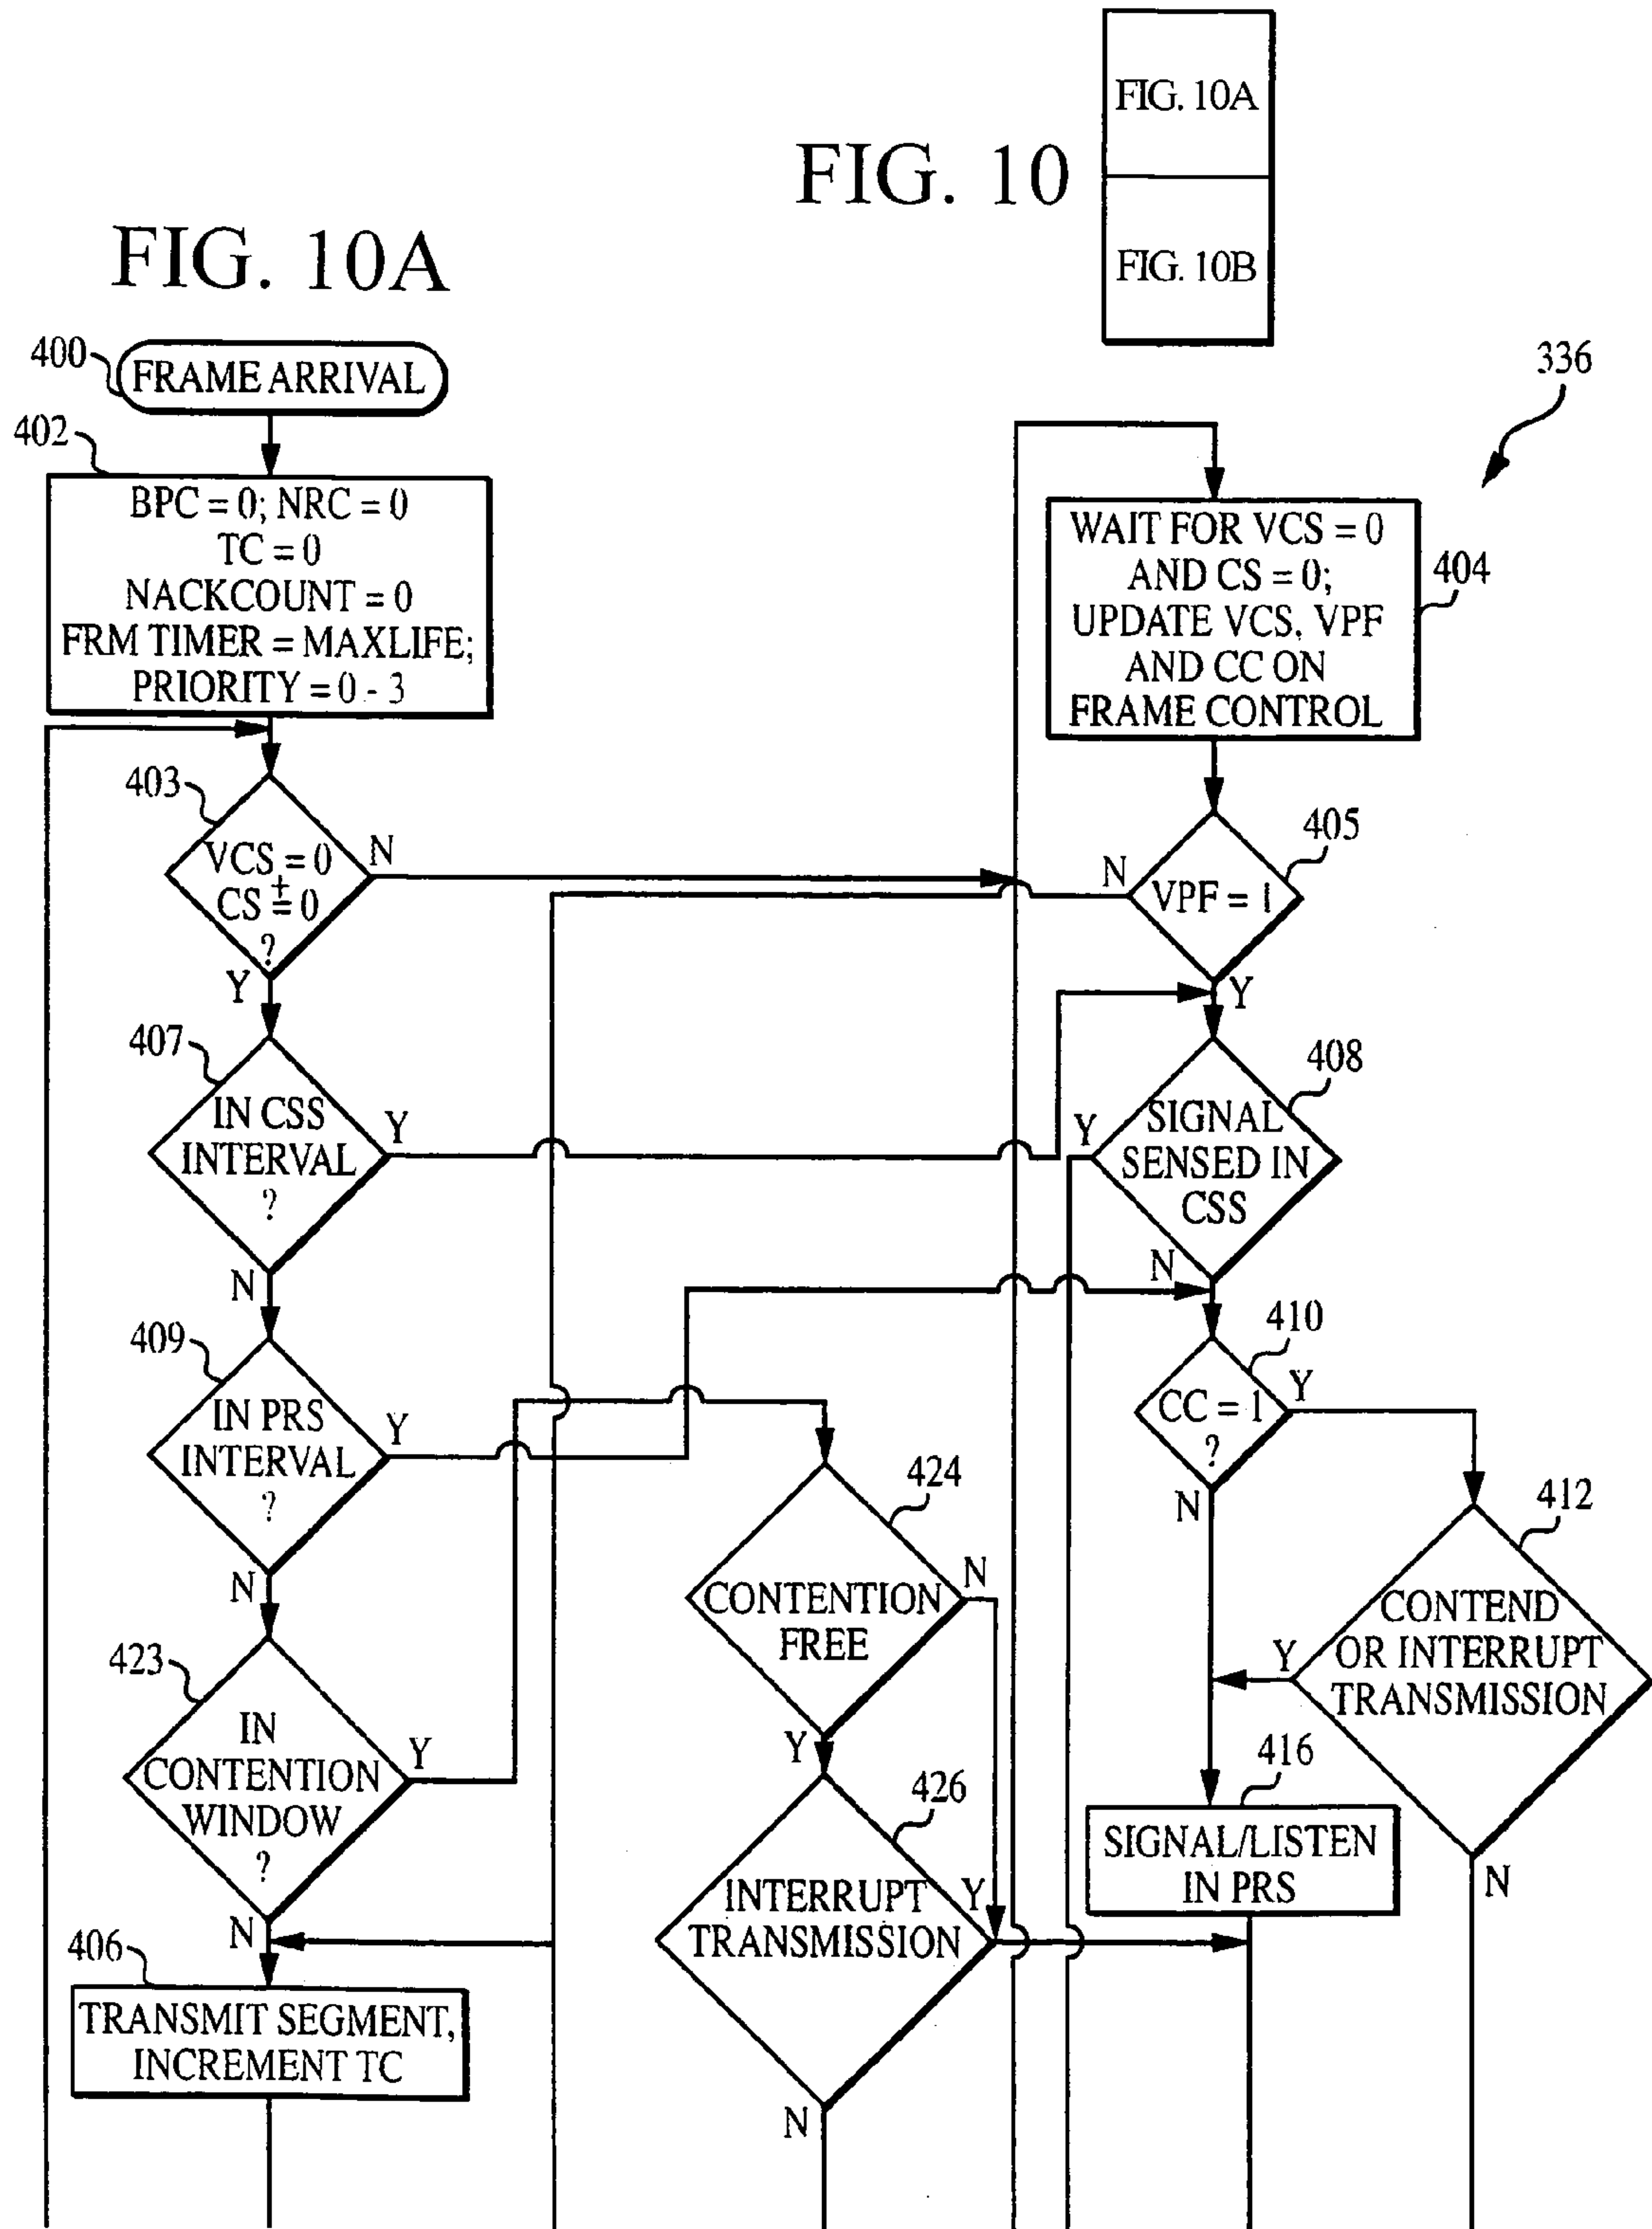 FIG. 10
FIG. 10A
FIG. 10B
FIG. 10A
336
400
FRAME ARRIVAL
402
BPC = 0; NRC = 0
TC = 0
NACKCOUNT = 0
FRM TIMER = MAXLIFE;
PRIORITY = 0 - 3
WAIT FOR VCS = 0
AND CS = 0;
UPDATE VCS, VPF
AND CC ON
FRAME CONTROL
404
403
VCS = 0
+
CS = 0
?
N
Y
405
VPF = 1
N
Y
407
IN CSS
INTERVAL
?
Y
N
408
SIGNAL
SENSED IN
CSS
Y
N
409
IN PRS
INTERVAL
?
Y
N
410
CC = 1
?
Y
N
424
CONTENTION
FREE
N
Y
412
CONTEND
OR INTERRUPT
TRANSMISSION
Y
N
423
IN
CONTENTION
WINDOW
?
Y
N
416
SIGNAL/LISTEN
IN PRS
426
INTERRUPT
TRANSMISSION
Y
N
406
TRANSMIT SEGMENT,
INCREMENT TC